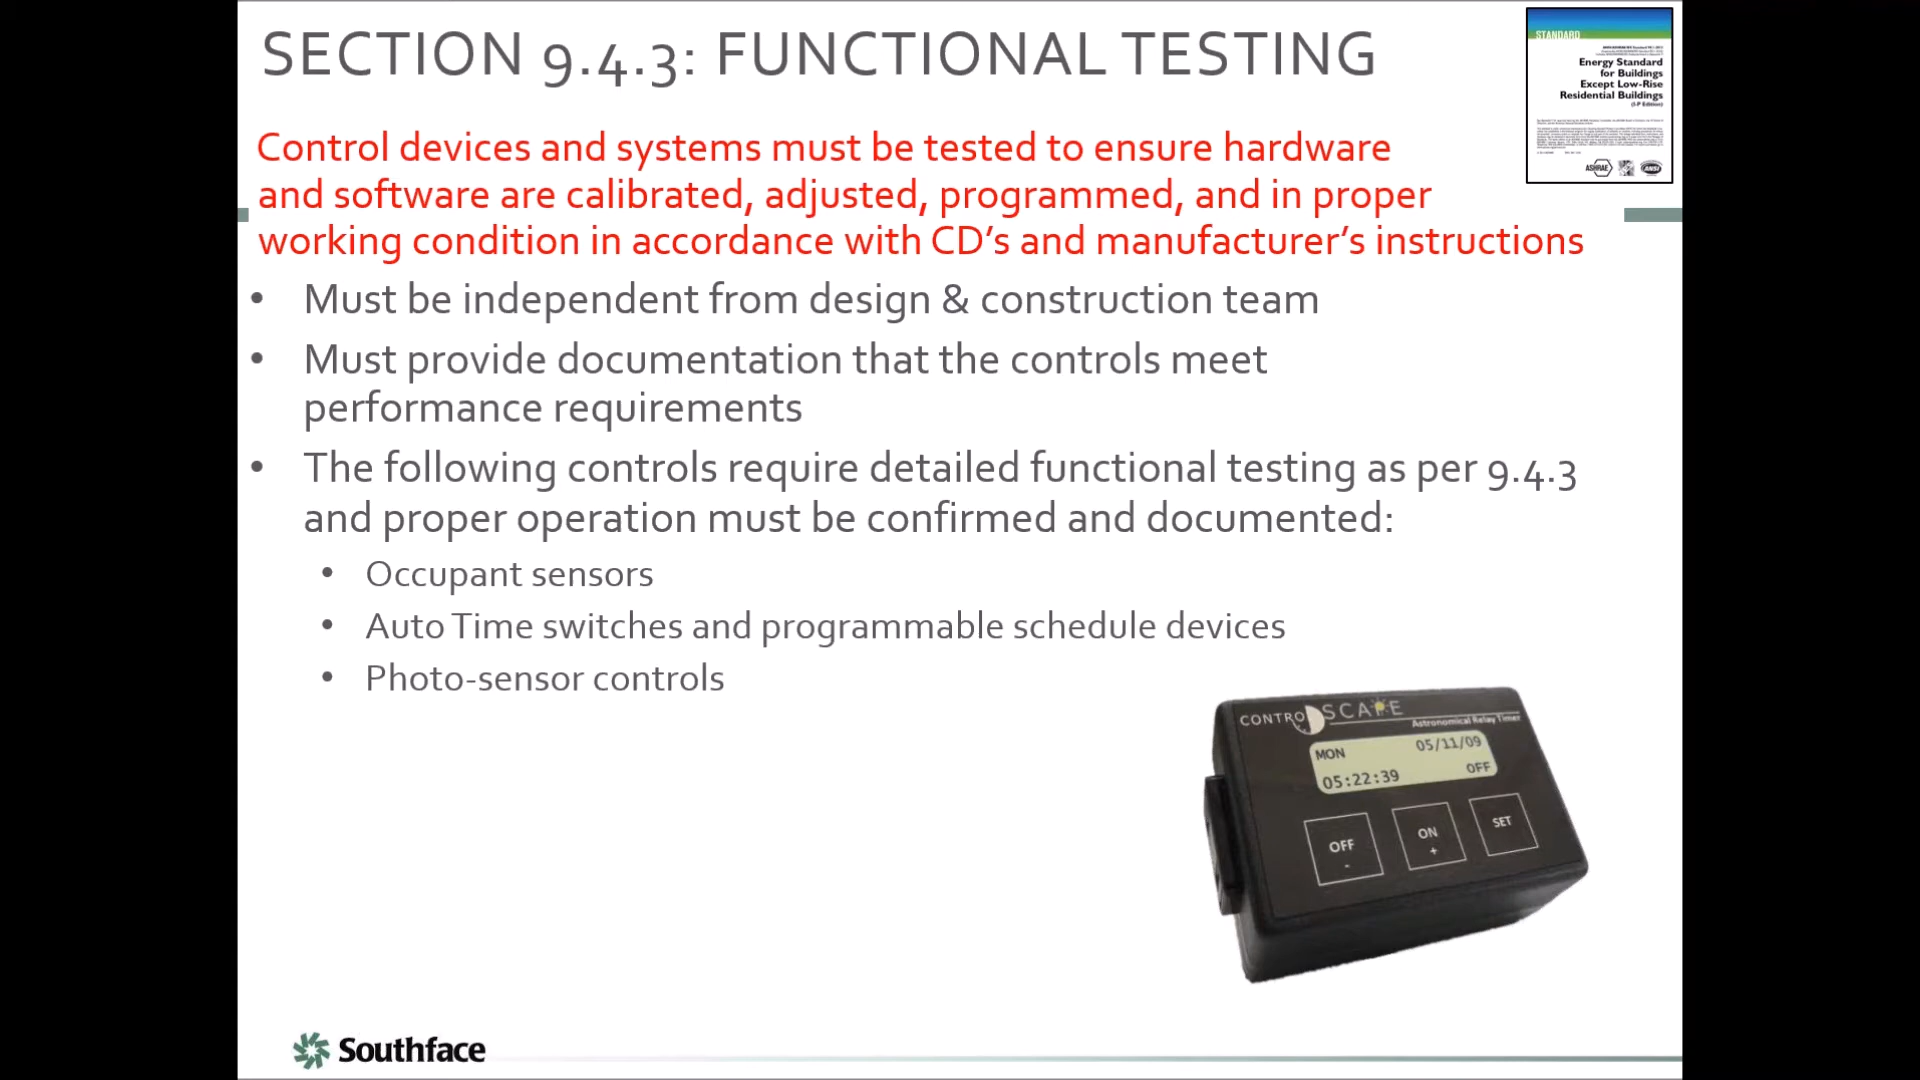 SECTION 9.4.3: FUNCTIONAL TESTING
STANDARD
Energy Standard
for Buildings
Except Low-Rise
Residential Buildings
(I-P Edition)
ASHRAE
ANSI
Control devices and systems must be tested to ensure hardware
and software are calibrated, adjusted, programmed, and in proper
working condition in accordance with CD's and manufacturer's instructions
• Must be independent from design & construction team
• Must provide documentation that the controls meet
performance requirements
• The following controls require detailed functional testing as per 9.4.3
and proper operation must be confirmed and documented:
• Occupant sensors
• Auto Time switches and programmable schedule devices
• Photo-sensor controls
CONTRO SCAPE
Astronomical Relay Timer
MON 05/11/09
05:22:39 OFF
OFF ON SET
- +
Southface